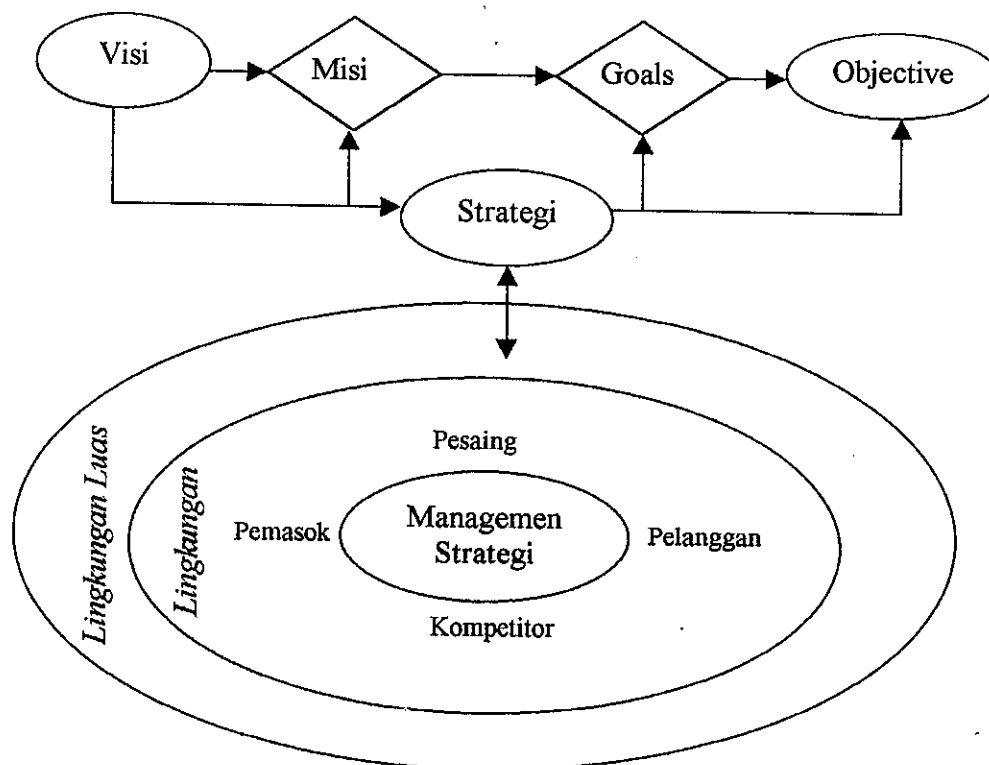 Visi
Misi
Goals
Objective
Strategi
Lingkungan Luas
Lingkungan
Pesaing
Pemasok
Managemen
Strategi
Pelanggan
Kompetitor